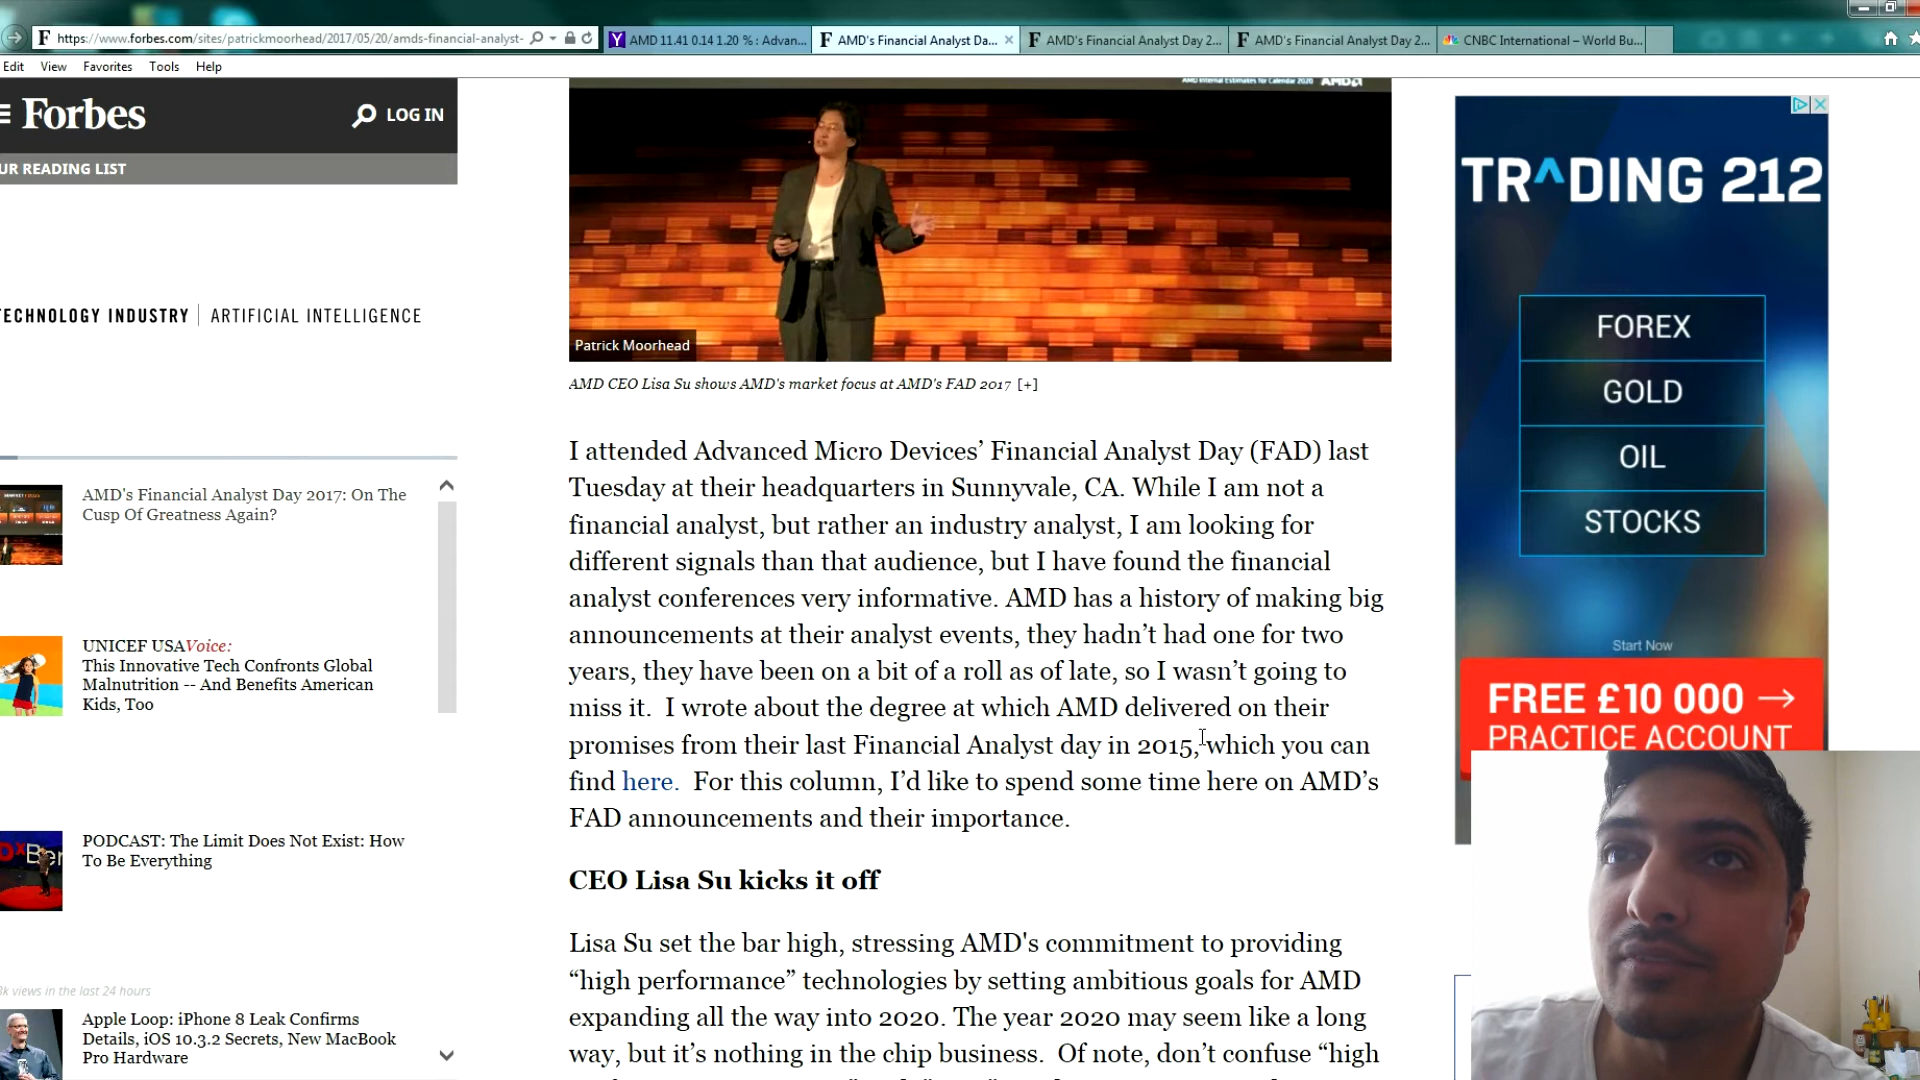 https://www.forbes.com/sites/patrickmoorhead/2017/05/20/amds-financial-analyst-
AMD 11.41 0.14 1.20 % : Advan...
AMD's Financial Analyst Da...
AMD's Financial Analyst Day 2...
AMD's Financial Analyst Day 2...
CNBC International – World Bu...
Edit View Favorites Tools Help
Forbes
LOG IN
UR READING LIST
TECHNOLOGY INDUSTRY
ARTIFICIAL INTELLIGENCE
AMD's Financial Analyst Day 2017: On The
Cusp Of Greatness Again?
UNICEF USAVoice:
This Innovative Tech Confronts Global
Malnutrition -- And Benefits American
Kids, Too
PODCAST: The Limit Does Not Exist: How
To Be Everything
k views in the last 24 hours
Apple Loop: iPhone 8 Leak Confirms
Details, iOS 10.3.2 Secrets, New MacBook
Pro Hardware
AMD Internal Estimates for Calendar 2020
AMD
Patrick Moorhead
AMD CEO Lisa Su shows AMD's market focus at AMD's FAD 2017 [+]
I attended Advanced Micro Devices’ Financial Analyst Day (FAD) last
Tuesday at their headquarters in Sunnyvale, CA. While I am not a
financial analyst, but rather an industry analyst, I am looking for
different signals than that audience, but I have found the financial
analyst conferences very informative. AMD has a history of making big
announcements at their analyst events, they hadn’t had one for two
years, they have been on a bit of a roll as of late, so I wasn’t going to
miss it. I wrote about the degree at which AMD delivered on their
promises from their last Financial Analyst day in 2015, which you can
find here. For this column, I’d like to spend some time here on AMD’s
FAD announcements and their importance.
CEO Lisa Su kicks it off
Lisa Su set the bar high, stressing AMD's commitment to providing
“high performance” technologies by setting ambitious goals for AMD
expanding all the way into 2020. The year 2020 may seem like a long
way, but it’s nothing in the chip business. Of note, don’t confuse “high
TRADING 212
FOREX
GOLD
OIL
STOCKS
Start Now
FREE £10 000 →
PRACTICE ACCOUNT